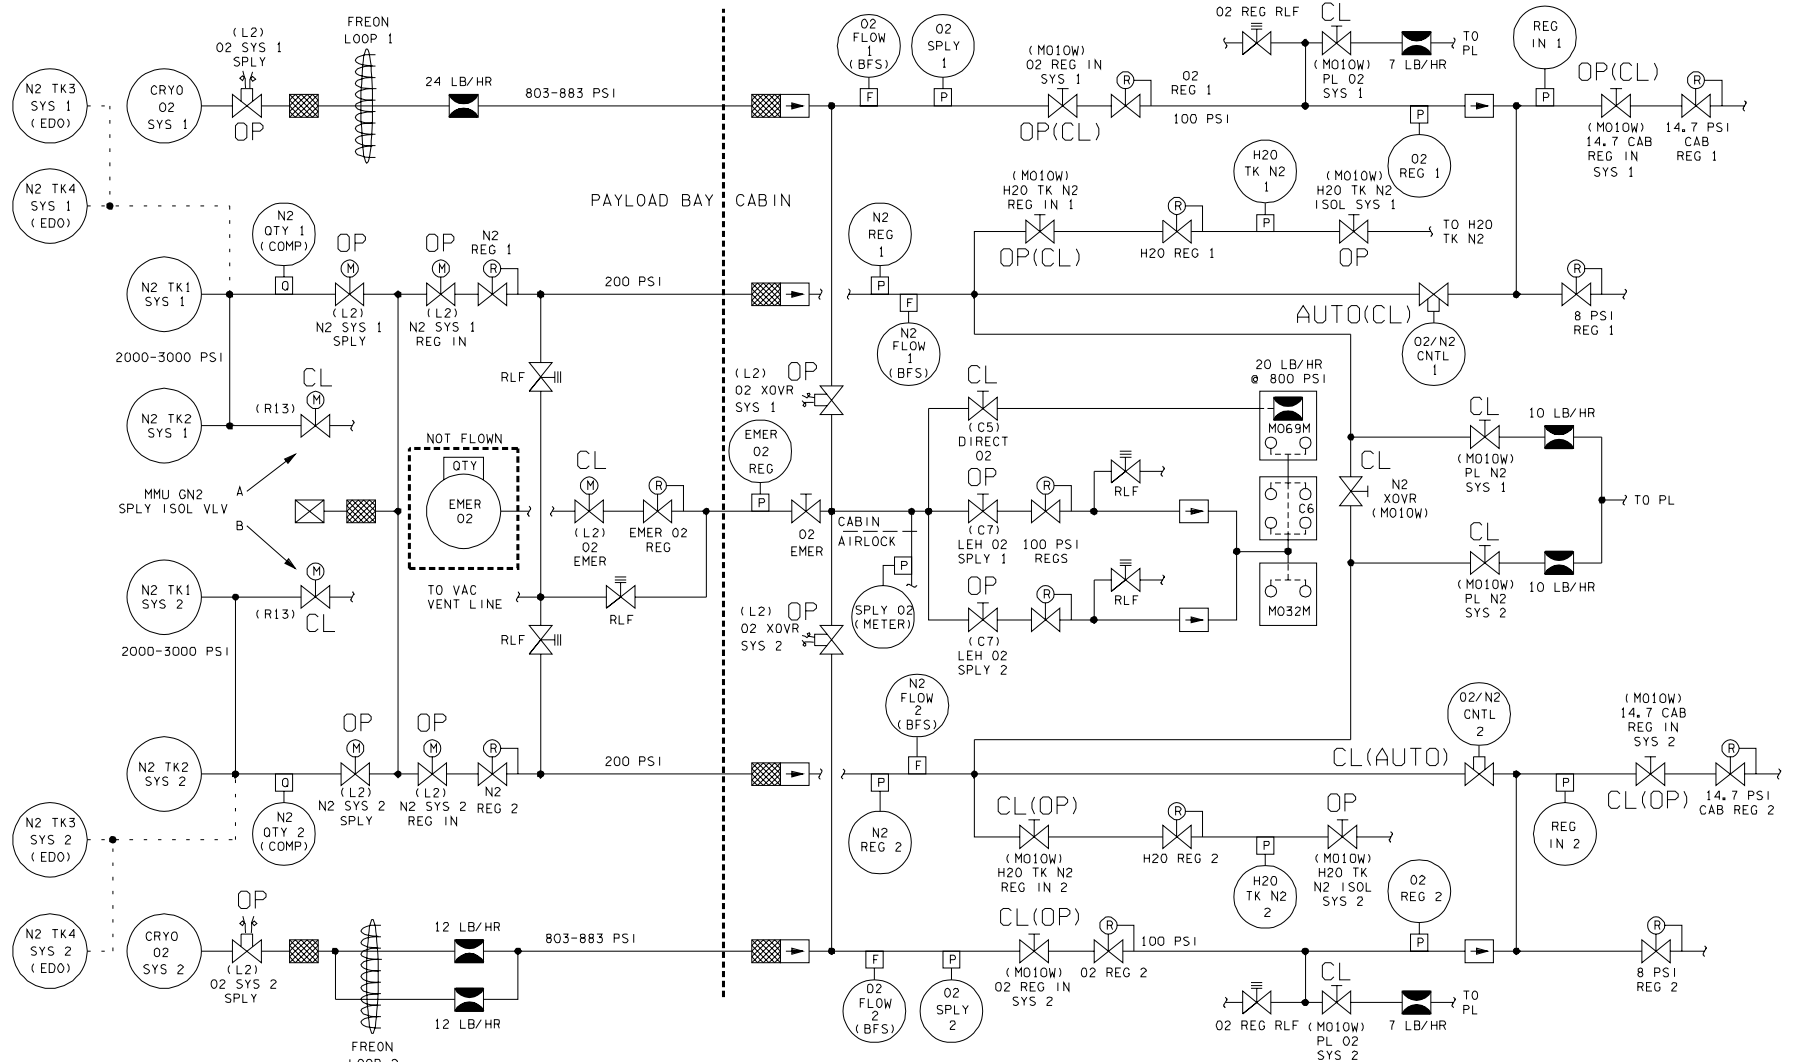 FREON
LOOP 1
(L2)
O2 SYS 1
SPLY
OP
N2 TK3
SYS 1
(EDO)
CRYO
O2
SYS 1
24 LB/HR
803-883 PSI
O2
FLOW
1
(BFS)
F
O2
SPLY
1
P
(MO10W)
O2 REG IN
SYS 1
OP(CL)
R
O2
REG 1
100 PSI
O2 REG RLF
CL
(MO10W)
PL O2
SYS 1
7 LB/HR
TO
PL
P
O2
REG 1
REG
IN 1
P
OP(CL)
(MO10W)
14.7 CAB
REG IN
SYS 1
R
14.7 PSI
CAB
REG 1
N2 TK4
SYS 1
(EDO)
PAYLOAD BAY
CABIN
N2
QTY 1
(COMP)
Q
OP
M
(L2)
N2 SYS 1
SPLY
OP
M
(L2)
N2 SYS 1
REG IN
N2
REG 1
R
200 PSI
N2 TK1
SYS 1
N2
REG
1
P
F
N2
FLOW
1
(BFS)
(MO10W)
H2O TK N2
REG IN 1
OP(CL)
R
H2O REG 1
H2O
TK N2
1
P
(MO10W)
H2O TK N2
ISOL SYS 1
OP
TO H2O
TK N2
AUTO(CL)
O2/N2
CNTL
1
R
8 PSI
REG 1
2000-3000 PSI
N2 TK2
SYS 1
CL
M
(R13)
RLF
(L2)
O2 XOVR
SYS 1
OP
CL
(C5)
DIRECT
O2
20 LB/HR
@ 800 PSI
MO69M
CL
(MO10W)
PL N2
SYS 1
10 LB/HR
NOT FLOWN
QTY
EMER
O2
MMU GN2
SPLY ISOL VLV
A
B
CL
M
(L2)
O2
EMER
R
EMER O2
REG
EMER
O2
REG
P
O2
EMER
CABIN
AIRLOCK
OP
(C7)
LEH O2
SPLY 1
R
100 PSI
REGS
RLF
C6
CL
N2
XOVR
(MO10W)
TO PL
N2 TK1
SYS 2
M
(R13)
CL
TO VAC
VENT LINE
RLF
RLF
2000-3000 PSI
P
SPLY O2
(METER)
(L2)
O2 XOVR
SYS 2
OP
OP
(C7)
LEH O2
SPLY 2
R
RLF
MO32M
CL
(MO10W)
PL N2
SYS 2
10 LB/HR
N2 TK2
SYS 2
Q
N2
QTY 2
(COMP)
OP
M
(L2)
N2 SYS 2
SPLY
OP
M
(L2)
N2 SYS 2
REG IN
R
N2
REG 2
200 PSI
P
N2
REG 2
N2
FLOW
2
(BFS)
F
CL(AUTO)
O2/N2
CNTL
2
P
REG
IN 2
(MO10W)
14.7 CAB
REG IN
SYS 2
CL(OP)
R
14.7 PSI
CAB REG 2
N2 TK3
SYS 2
(EDO)
CL(OP)
(MO10W)
H2O TK N2
REG IN 2
R
H2O REG 2
P
H2O
TK N2
2
OP
(MO10W)
H2O TK
N2 ISOL
SYS 2
N2 TK4
SYS 2
(EDO)
CRYO
O2
SYS 2
OP
(L2)
O2 SYS 2
SPLY
12 LB/HR
12 LB/HR
FREON
803-883 PSI
F
O2
FLOW
2
(BFS)
P
O2
SPLY
2
CL(OP)
(MO10W)
O2 REG IN
SYS 2
R
O2 REG 2
100 PSI
O2
REG 2
P
O2 REG RLF
CL
(MO10W)
PL O2
SYS 2
7 LB/HR
TO
PL
R
8 PSI
REG 2